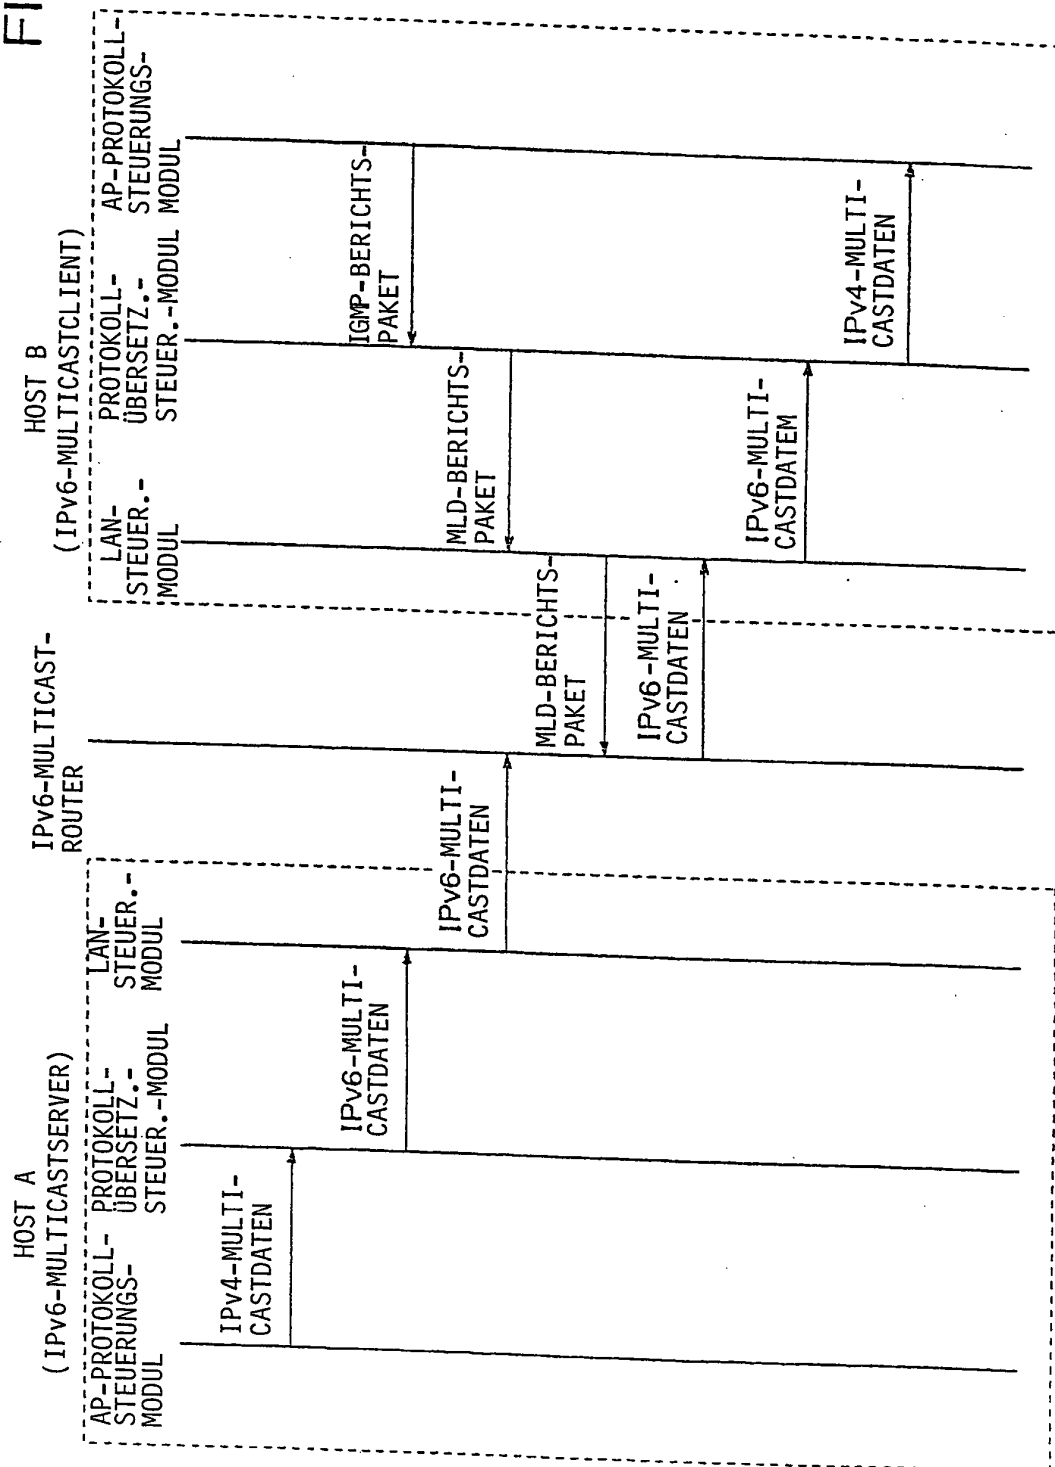 FI
HOST A
(IPv6-MULTICASTSERVER)
AP-PROTOKOLL-
STEUERUNGS-
MODUL
PROTOKOLL-
ÜBERSETZ.-
STEUER.-MODUL
LAN-
STEUER.-
MODUL
IPv6-MULTICAST-
ROUTER
HOST B
(IPv6-MULTICASTCLIENT)
LAN-
STEUER.-
MODUL
PROTOKOLL-
ÜBERSETZ.-
STEUER.-MODUL
AP-PROTOKOLL-
STEUERUNGS-
MODUL
IPv4-MULTI-
CASTDATEN
IPv6-MULTI-
CASTDATEN
IPv6-MULTI-
CASTDATEN
IGMP-BERICHTS-
PAKET
MLD-BERICHTS-
PAKET
MLD-BERICHTS-
PAKET
IPv6-MULTI-
CASTDATEN
IPv6-MULTI-
CASTDATEM
IPv4-MULTI-
CASTDATEN